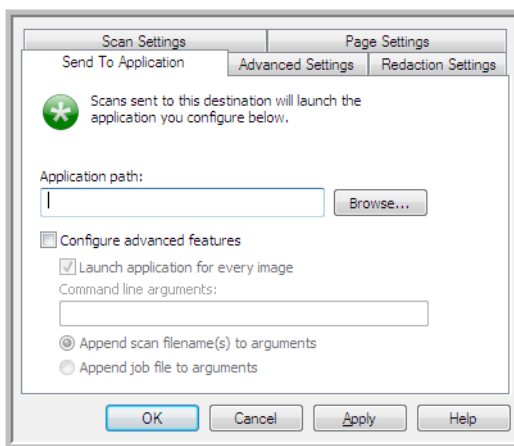 Scan Settings
Page Settings
Send To Application
Advanced Settings
Redaction Settings
Scans sent to this destination will launch the
application you configure below.
Application path:
Browse...
Configure advanced features
Launch application for every image
Command line arguments:
Append scan filename(s) to arguments
Append job file to arguments
OK
Cancel
Apply
Help